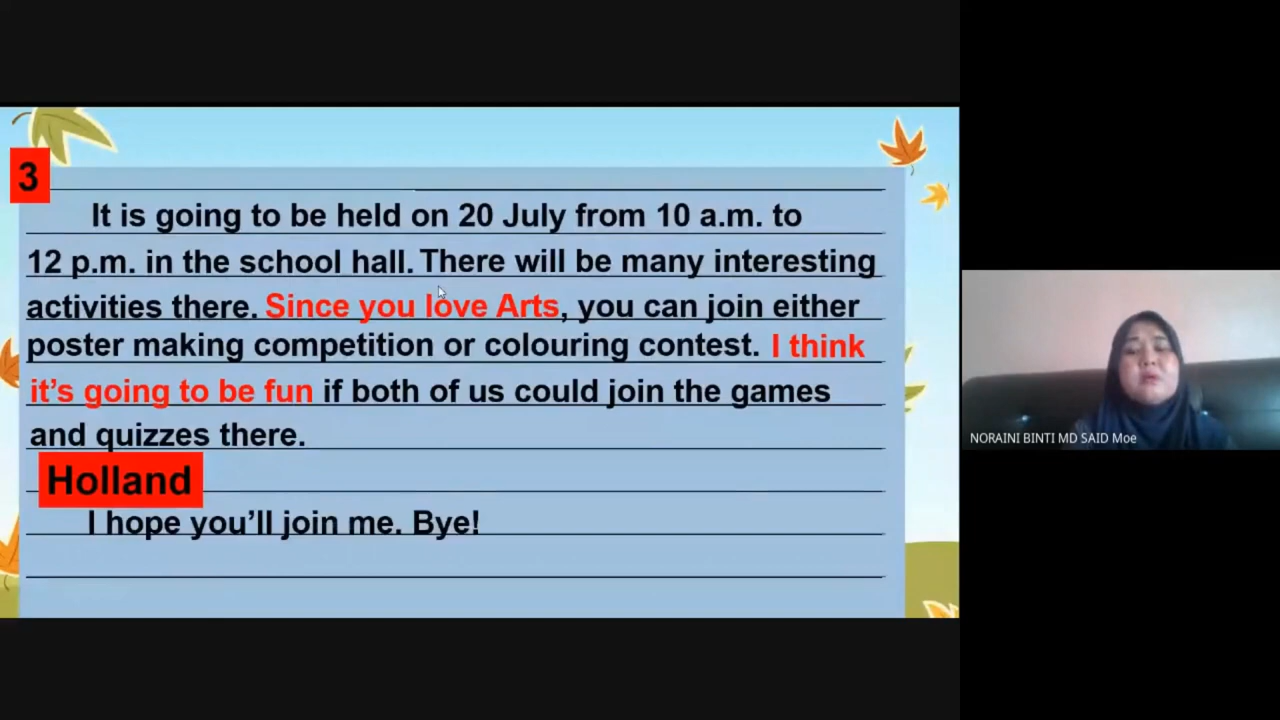 3
It is going to be held on 20 July from 10 a.m. to
12 p.m. in the school hall. There will be many interesting
activities there. Since you love Arts, you can join either
poster making competition or colouring contest. I think
it's going to be fun if both of us could join the games
and quizzes there.
Holland
I hope you'll join me. Bye!
NORAINI BINTI MD SAID Moe